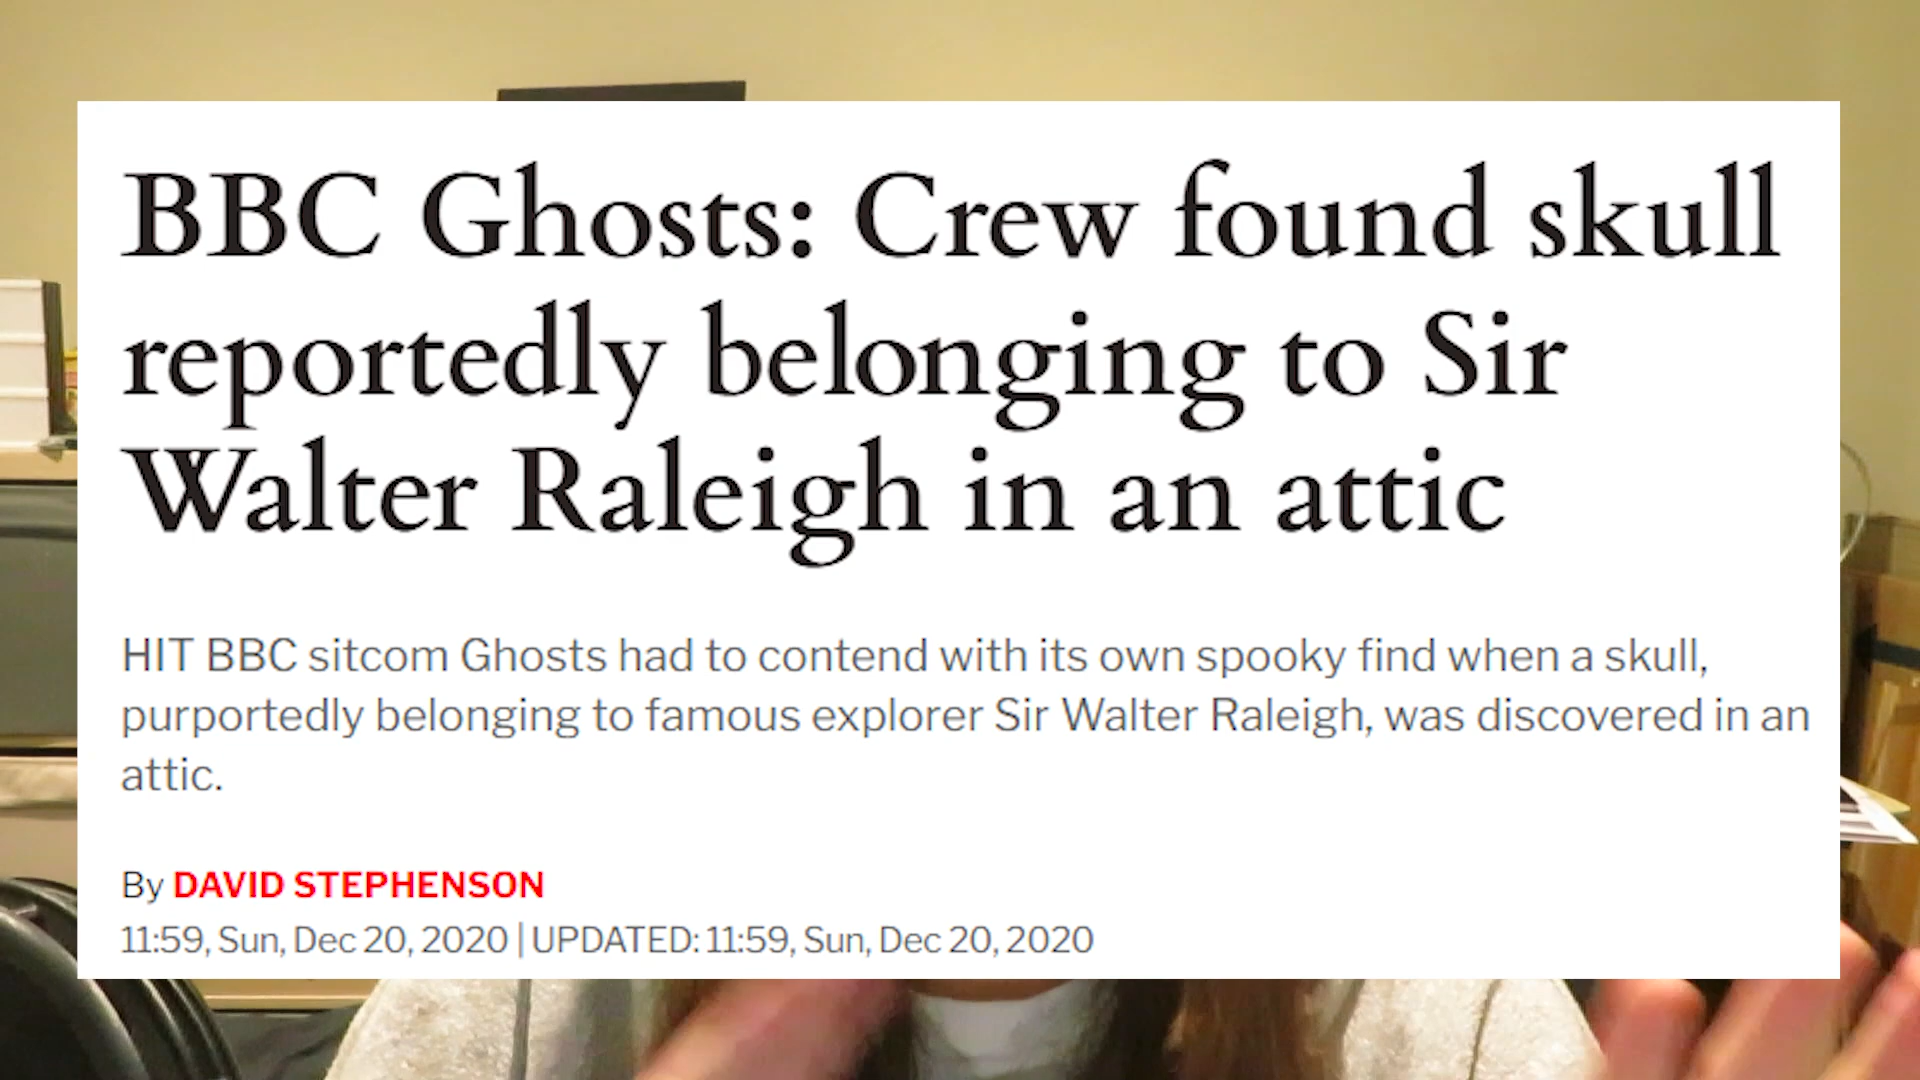 BBC Ghosts: Crew found skull
reportedly belonging to Sir
Walter Raleigh in an attic
HIT BBC sitcom Ghosts had to contend with its own spooky find when a skull,
purportedly belonging to famous explorer Sir Walter Raleigh, was discovered in an
attic.
By DAVID STEPHENSON
11:59, Sun, Dec 20, 2020 | UPDATED: 11:59, Sun, Dec 20, 2020